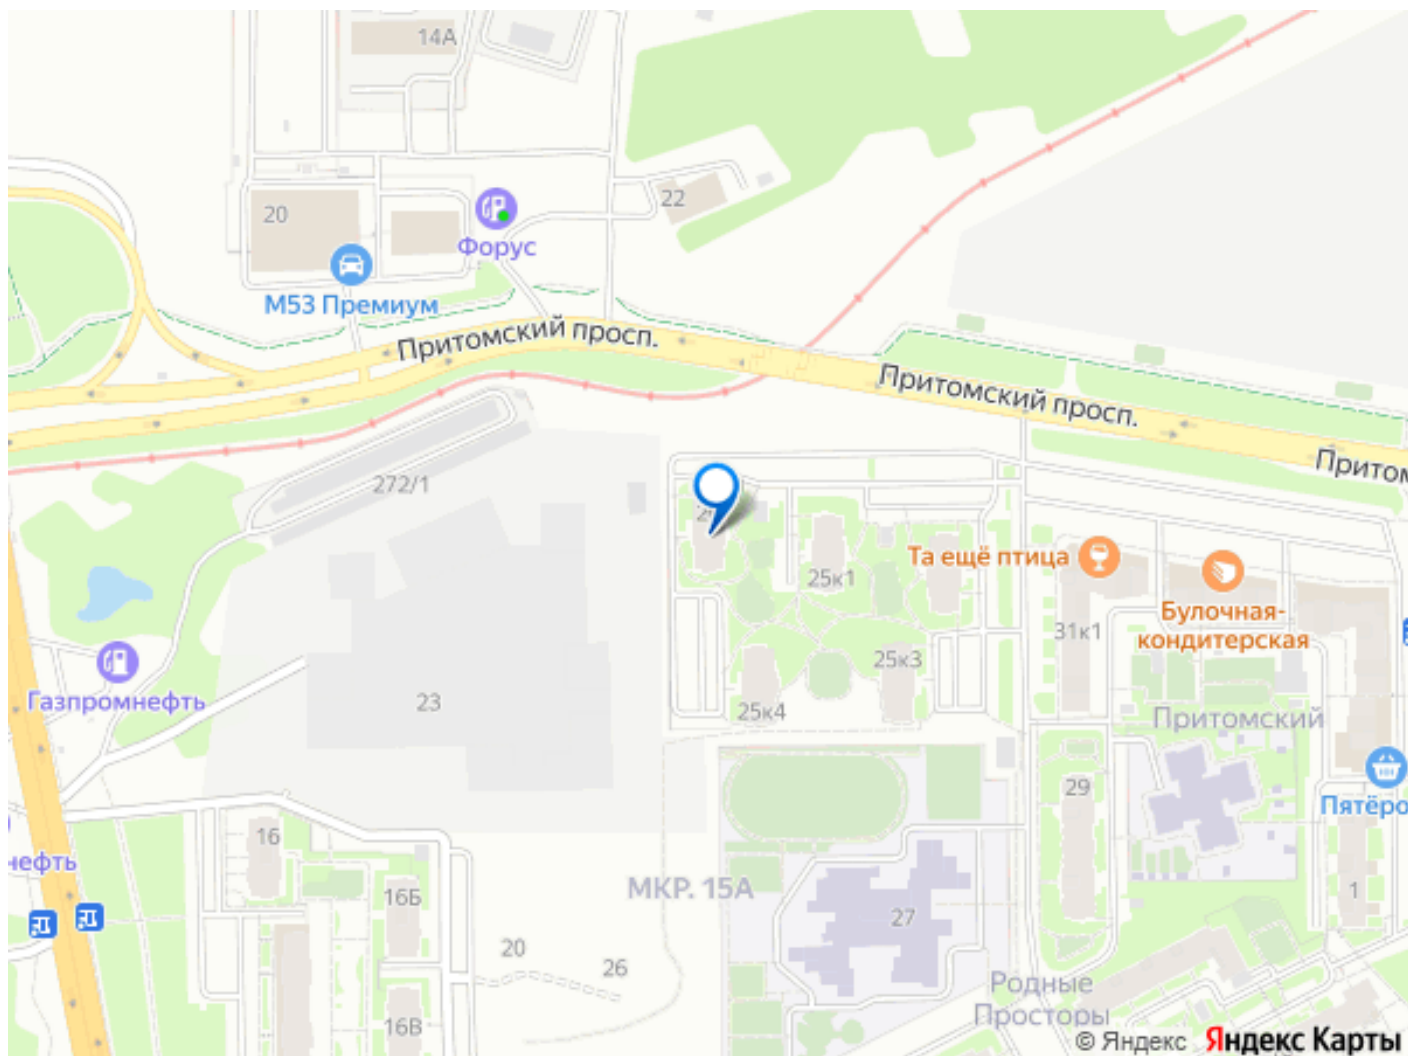 14А
20
22
Форус
М53 Премиум
Притомский просп.
Притомский просп.
Притом
272/1
25к1
Та ещё птица
Булочная-
кондитерская
31к1
25к3
25к4
23
Газпромнефть
Притомский
29
Пятёро
16
нефть
16Б
МКР. 15А
27
1
20
26
16В
Родные
Просторы
© Яндекс Яндекс Карты